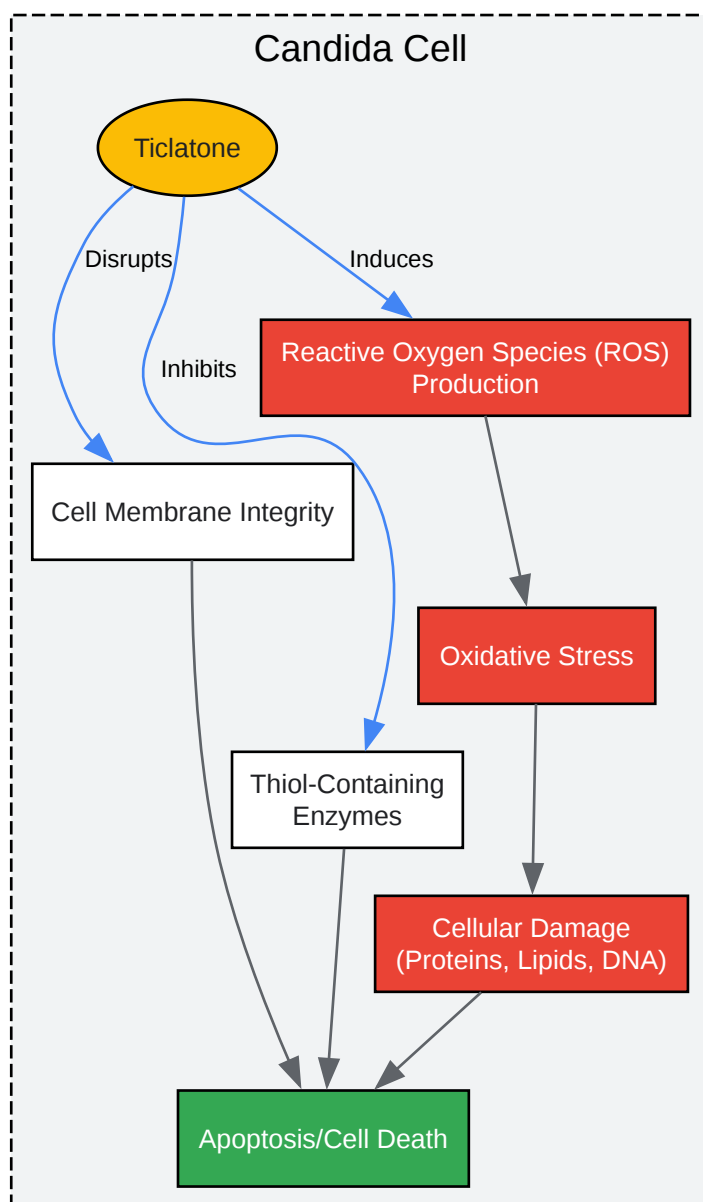 Candida Cell
Ticlatone
Disrupts
Induces
Inhibits
Reactive Oxygen Species (ROS)
Production
Cell Membrane Integrity
Oxidative Stress
Thiol-Containing
Enzymes
Cellular Damage
(Proteins, Lipids, DNA)
Apoptosis/Cell Death